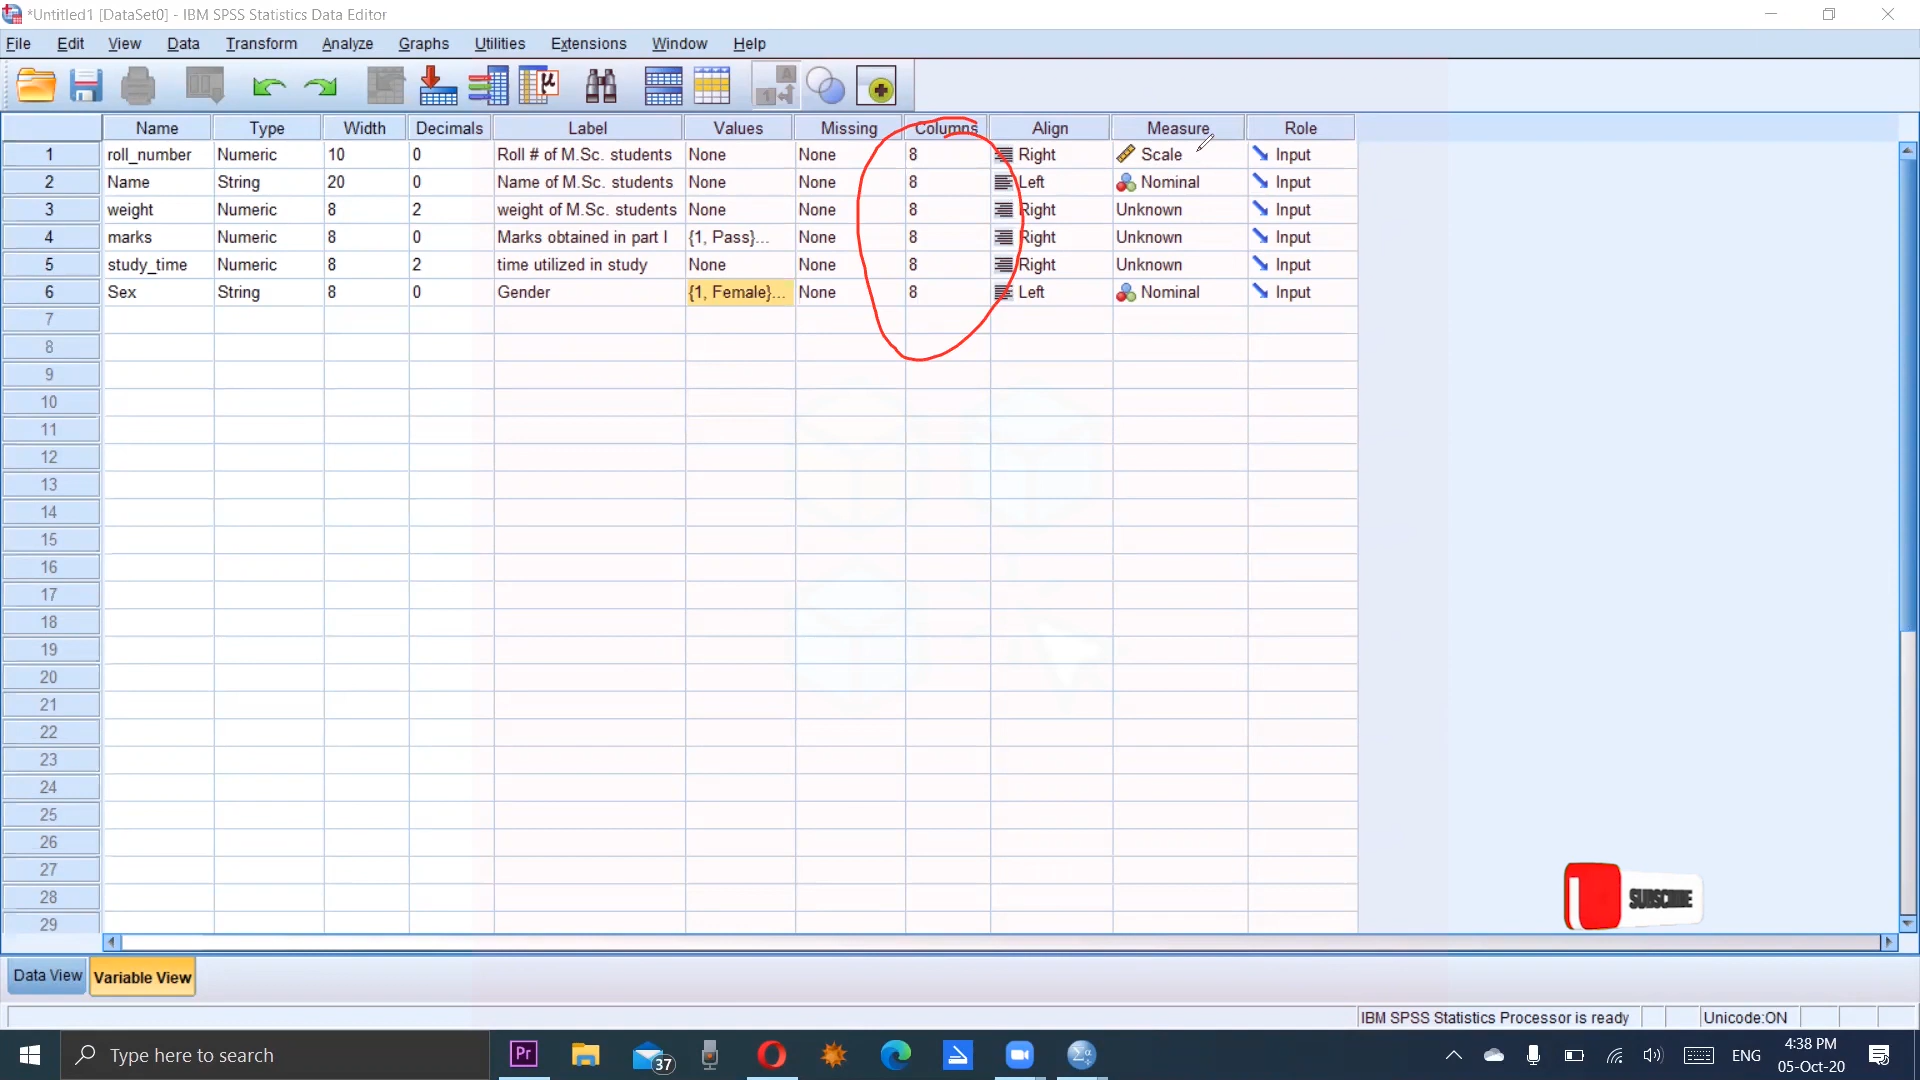 *Untitled1 [DataSet0] - IBM SPSS Statistics Data Editor
File Edit View Data Transform Analyze Graphs Utilities Extensions Window Help
Name Type Width Decimals Label Values Missing Columns Align Measure Role
1 roll_number Numeric 10 0 Roll # of M.Sc. students None None 8 Right Scale Input
2 Name String 20 0 Name of M.Sc. students None None 8 Left Nominal Input
3 weight Numeric 8 2 weight of M.Sc. students None None 8 Right Unknown Input
4 marks Numeric 8 0 Marks obtained in part I {1, Pass}... None 8 Right Unknown Input
5 study_time Numeric 8 2 time utilized in study None None 8 Right Unknown Input
6 Sex String 8 0 Gender {1, Female}... None 8 Left Nominal Input
7
8
9
10
11
12
13
14
15
16
17
18
19
20
21
22
23
24
25
26
27
28
29
SUBSCRIBE
Data View Variable View
IBM SPSS Statistics Processor is ready Unicode:ON
Type here to search Pr 37 ENG 4:38 PM
05-Oct-20